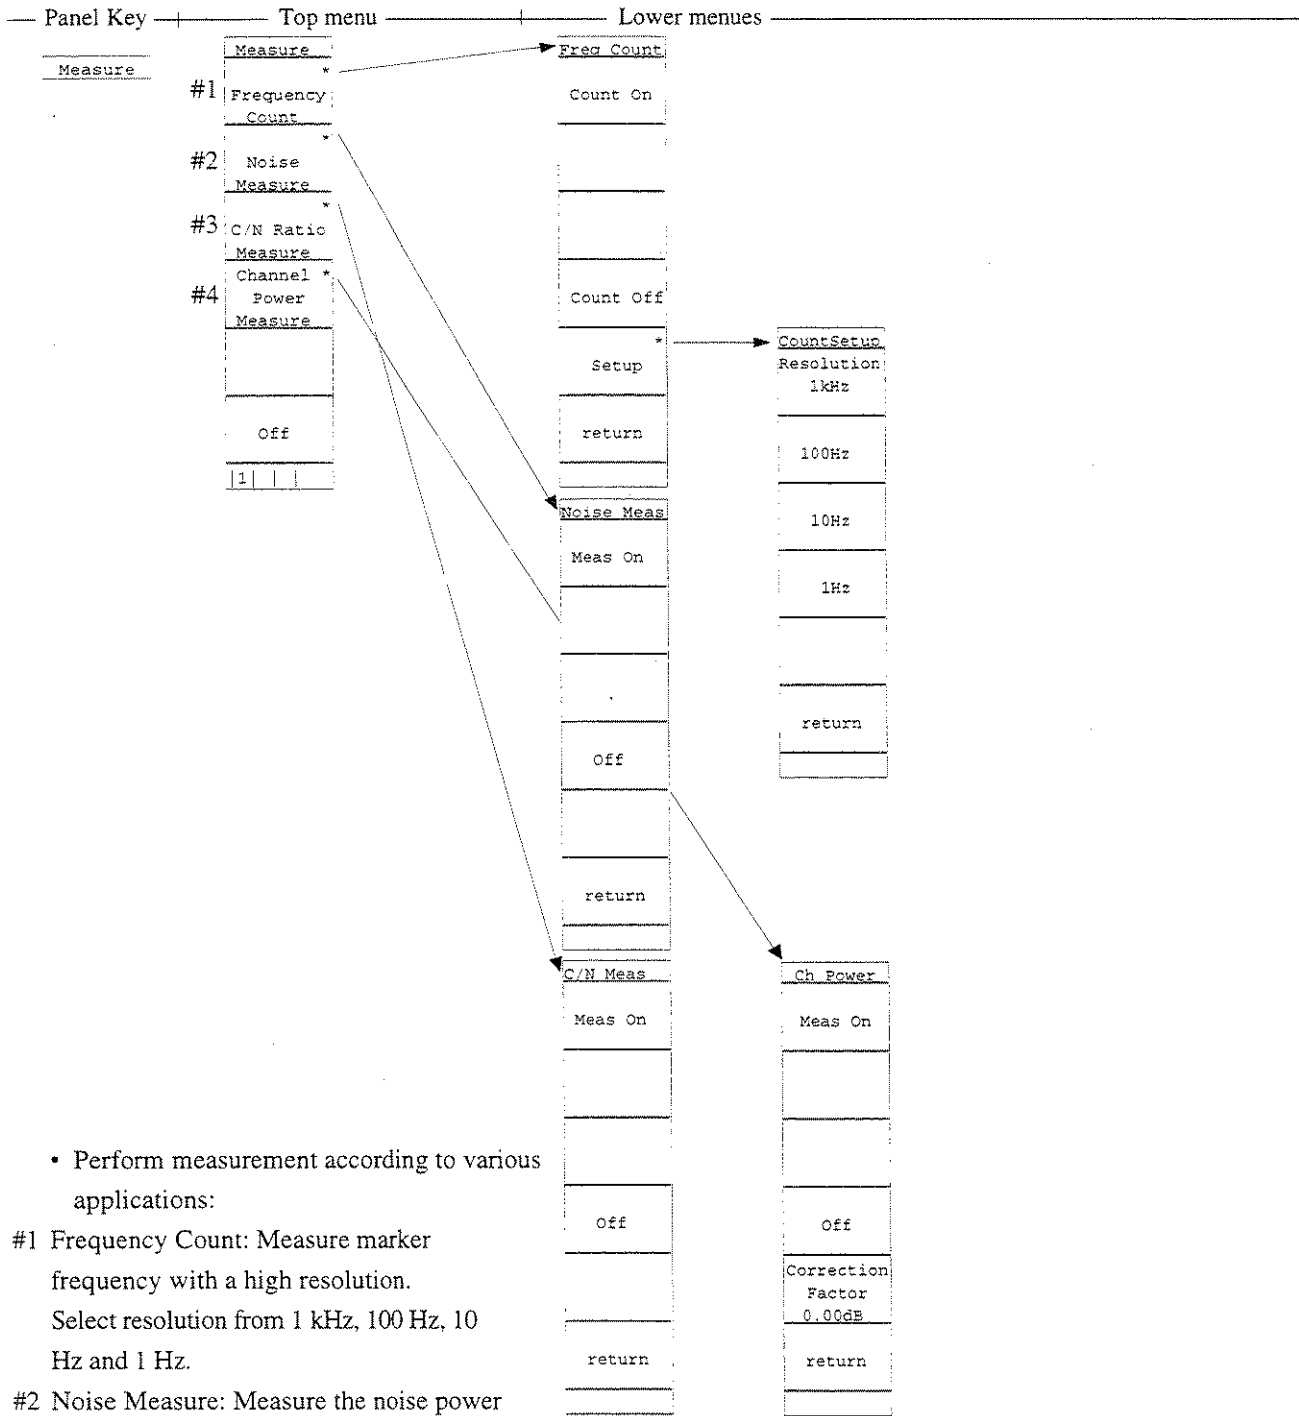 Panel Key
Top menu
Lower menues
Measure
Measure
*
#1 Frequency
Count
*
#2 Noise
Measure
*
#3 C/N Ratio
Measure
Channel *
#4 Power
Measure
Off
|1| | |
Freq Count
Count On
Count Off
*
Setup
return
CountSetup
Resolution
1kHz
100Hz
10Hz
1Hz
return
Noise Meas
Meas On
Off
return
C/N Meas
Meas On
Off
return
Ch Power
Meas On
Off
Correction
Factor
0.00dB
return
• Perform measurement according to various
applications:
#1 Frequency Count: Measure marker
frequency with a high resolution.
Select resolution from 1 kHz, 100 Hz, 10
Hz and 1 Hz.
#2 Noise Measure: Measure the noise power